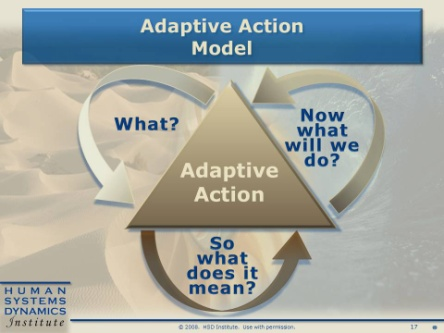 Adaptive Action
Model
What?
Now
what
will we
do?
Adaptive
Action
So
what
does it
mean?
HUMAN
SYSTEMS
DYNAMICS
Institute
© 2008. HSD Institute. Use with permission.
17